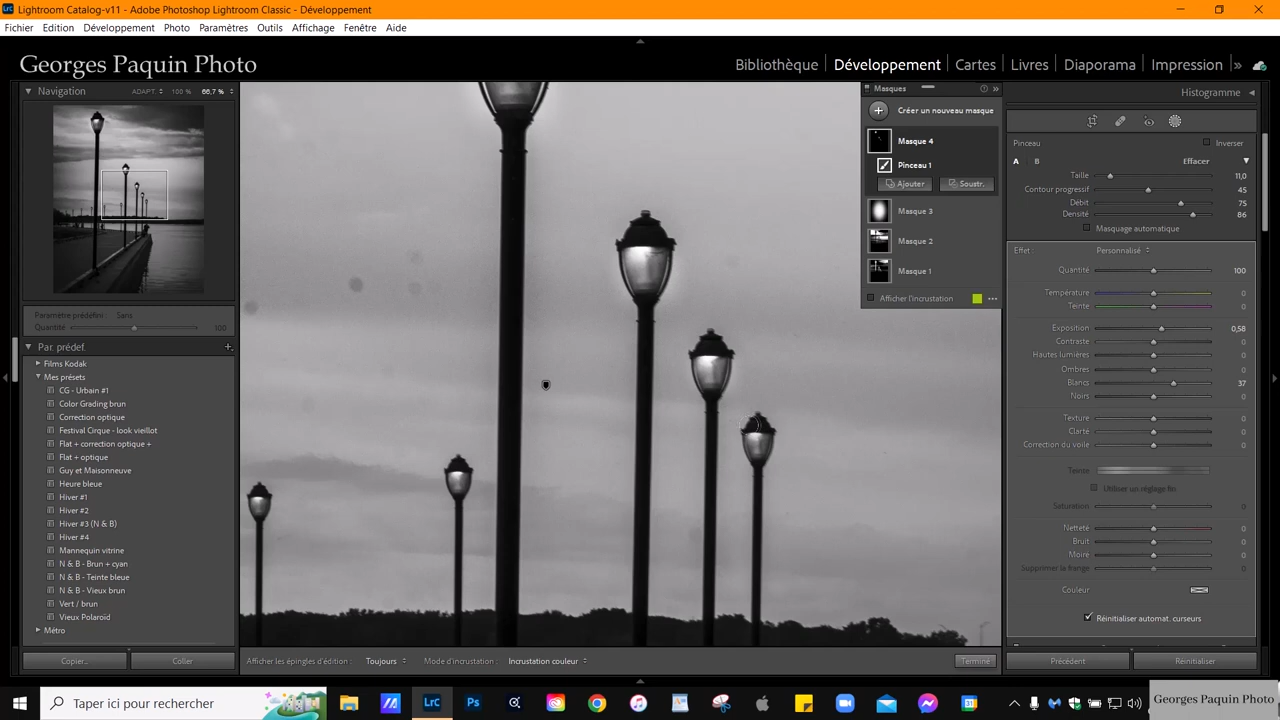 Lightroom Catalog-v11 - Adobe Photoshop Lightroom Classic - Développement
Fichier Edition Développement Photo Paramètres Outils Affichage Fenêtre Aide
Georges Paquin Photo
Bibliothèque Développement Cartes Livres Diaporama Impression »
Navigation ADAPT. 100 % 66,7 %
Paramètre prédéfini : Sans
Quantité 100
Par. prédéf. +
Films Kodak
Mes présets
CG - Urbain #1
Color Grading brun
Correction optique
Festival Cirque - look vieillot
Flat + correction optique +
Flat + optique
Guy et Maisonneuve
Heure bleue
Hiver #1
Hiver #2
Hiver #3 (N & B)
Hiver #4
Mannequin vitrine
N & B - Brun + cyan
N & B - Teinte bleue
N & B - Vieux brun
Vert / brun
Vieux Polaroïd
Métro
Copier... Coller
Masques
Créer un nouveau masque
Masque 4
Pinceau 1
Ajouter Soustr.
Masque 3
Masque 2
Masque 1
Afficher l'incrustation
Afficher les épingles d'édition : Toujours Mode d'incrustation : Incrustation couleur Terminé
Histogramme
Pinceau Inverser
A B Effacer
Taille 11,0
Contour progressif 45
Débit 75
Densité 86
Masquage automatique
Effet : Personnalisé
Quantité 100
Température 0
Teinte 0
Exposition 0,58
Contraste 0
Hautes lumières 0
Ombres 0
Blancs 37
Noirs 0
Texture 0
Clarté 0
Correction du voile 0
Teinte
Utiliser un réglage fin
Saturation 0
Netteté 0
Bruit 0
Moiré 0
Supprimer la frange 0
Couleur
Réinitialiser automat. curseurs
Précédent Réinitialiser
Taper ici pour rechercher
LrC Ps
Georges Paquin Photo